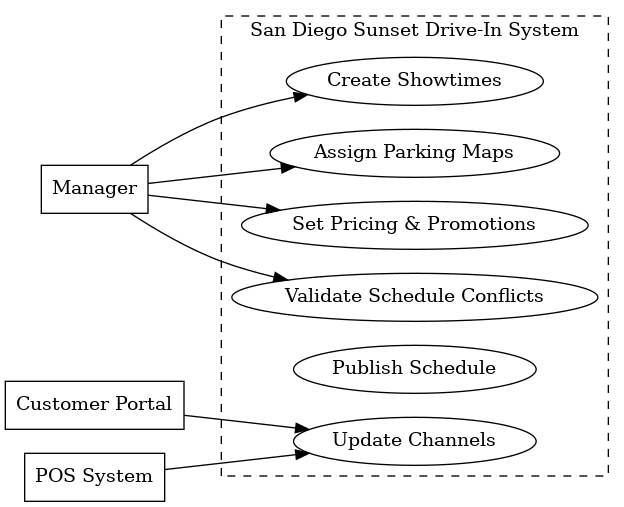 San Diego Sunset Drive-In System
Create Showtimes
Assign Parking Maps
Manager
Set Pricing & Promotions
Validate Schedule Conflicts
Publish Schedule
Customer Portal
Update Channels
POS System